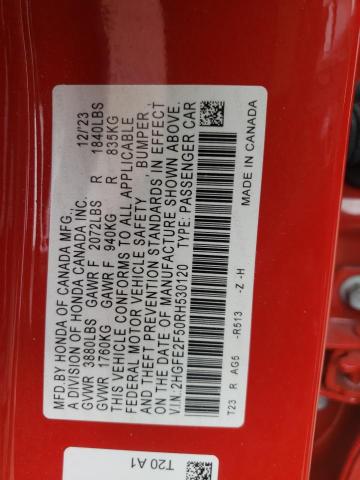 MFD.BY HONDA OF CANADA MFG.,
A DIVISION OF HONDA CANADA INC. 12/'23
GVWR 3880LBS GAWR F 2072LBS R 1840LBS
GVWR 1760KG GAWR F 940KG R 835KG
THIS VEHICLE CONFORMS TO ALL APPLICABLE
FEDERAL MOTOR VEHICLE SAFETY, BUMPER,
AND THEFT PREVENTION STANDARDS IN EFFECT
ON THE DATE OF MANUFACTURE SHOWN ABOVE.
V.I.N.:2HGFE2F50RH530120 TYPE: PASSENGER CAR
T23 R AG5 -R513 -Z -H
MADE IN CANADA
T20 A1